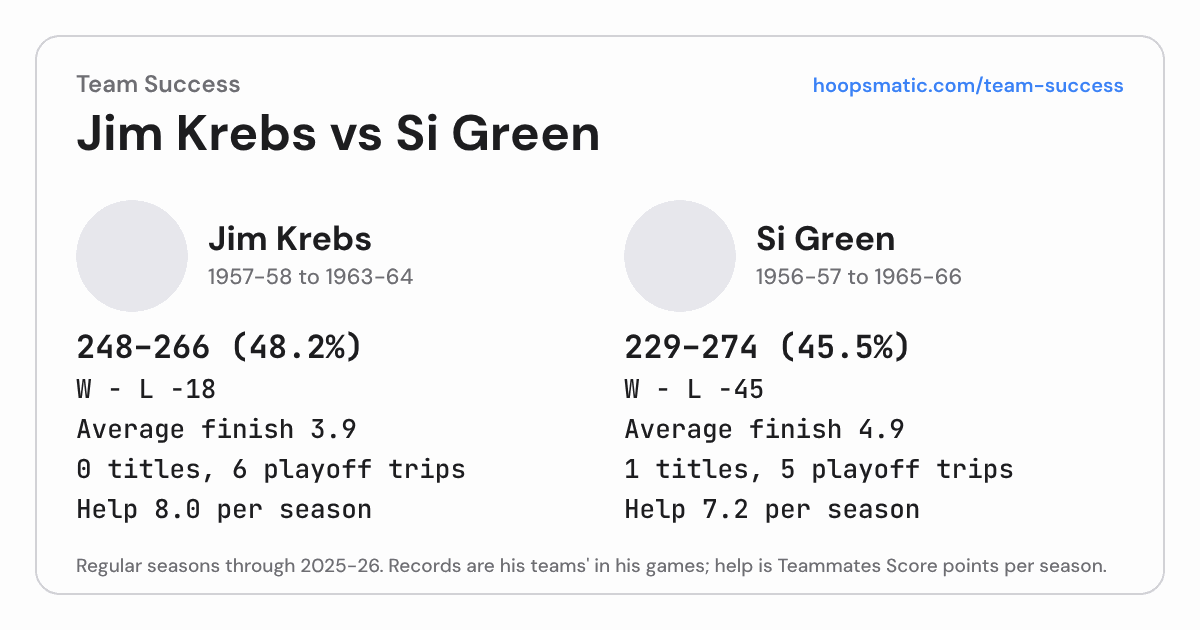 Team Success
hoopsmatic.com/team-success
Jim Krebs vs Si Green
Jim Krebs
1957-58 to 1963-64
248-266 (48.2%)
W - L -18
Average finish 3.9
0 titles, 6 playoff trips
Help 8.0 per season
Si Green
1956-57 to 1965-66
229-274 (45.5%)
W - L -45
Average finish 4.9
1 titles, 5 playoff trips
Help 7.2 per season
Regular seasons through 2025-26. Records are his teams' in his games; help is Teammates Score points per season.